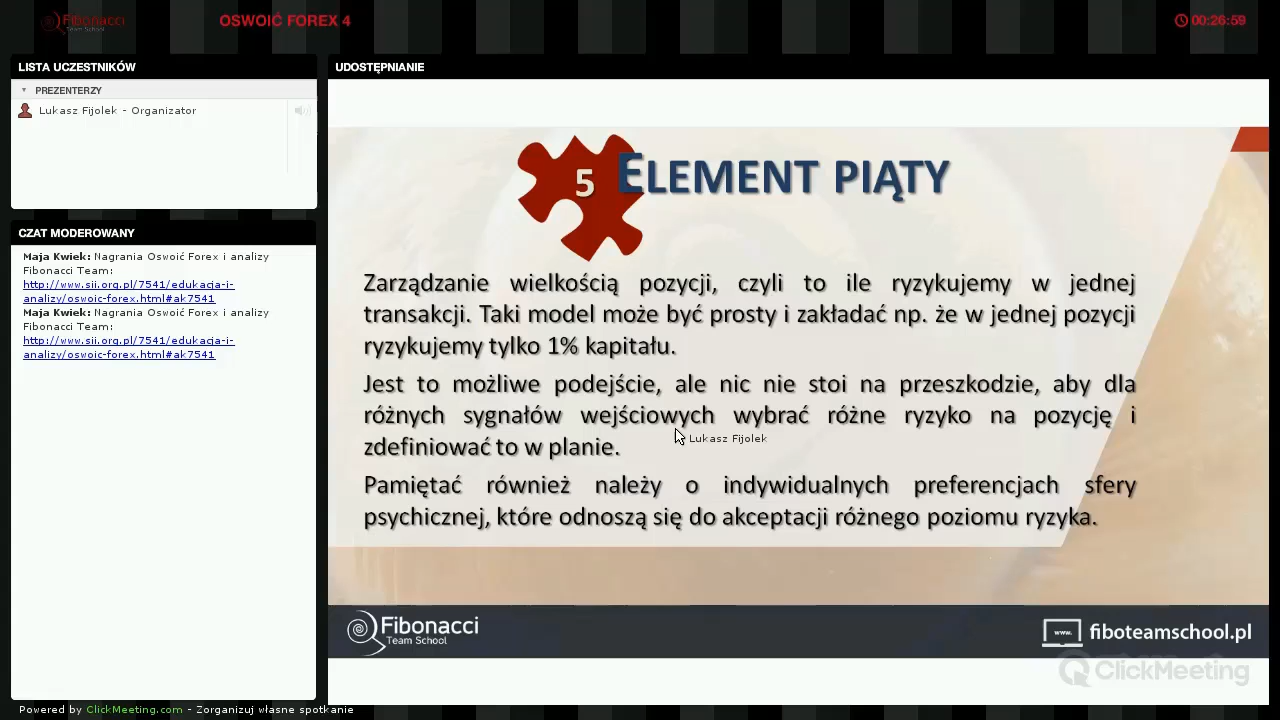 Fibonacci
Team School
OSWOIĆ FOREX 4
00:26:59
LISTA UCZESTNIKÓW
PREZENTERZY
Lukasz Fijolek - Organizator
CZAT MODEROWANY
Maja Kwiek: Nagrania Oswoić Forex i analizy
Fibonacci Team:
http://www.sii.org.pl/7541/edukacja-i-
analizy/oswoic-forex.html#ak7541
Maja Kwiek: Nagrania Oswoić Forex i analizy
Fibonacci Team:
http://www.sii.org.pl/7541/edukacja-i-
analizy/oswoic-forex.html#ak7541
UDOSTĘPNIANIE
5 ELEMENT PIĄTY
Zarządzanie wielkością pozycji, czyli to ile ryzykujemy w jednej
transakcji. Taki model może być prosty i zakładać np. że w jednej pozycji
ryzykujemy tylko 1% kapitału.
Jest to możliwe podejście, ale nic nie stoi na przeszkodzie, aby dla
różnych sygnałów wejściowych wybrać różne ryzyko na pozycję i
zdefiniować to w planie.
Lukasz Fijolek
Pamiętać również należy o indywidualnych preferencjach sfery
psychicznej, które odnoszą się do akceptacji różnego poziomu ryzyka.
Fibonacci
Team School
www.
fiboteamschool.pl
ClickMeeting
Powered by ClickMeeting.com - Zorganizuj własne spotkanie